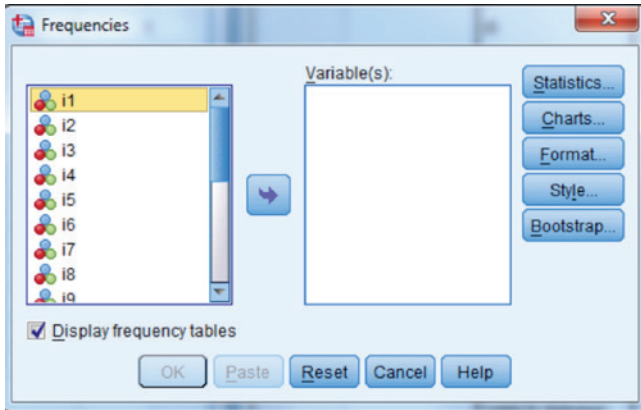 Frequencies
Variable(s):
i1
i2
i3
i4
i5
i6
i7
i8
i9
Statistics...
Charts...
Format...
Style...
Bootstrap...
Display frequency tables
OK Paste Reset Cancel Help